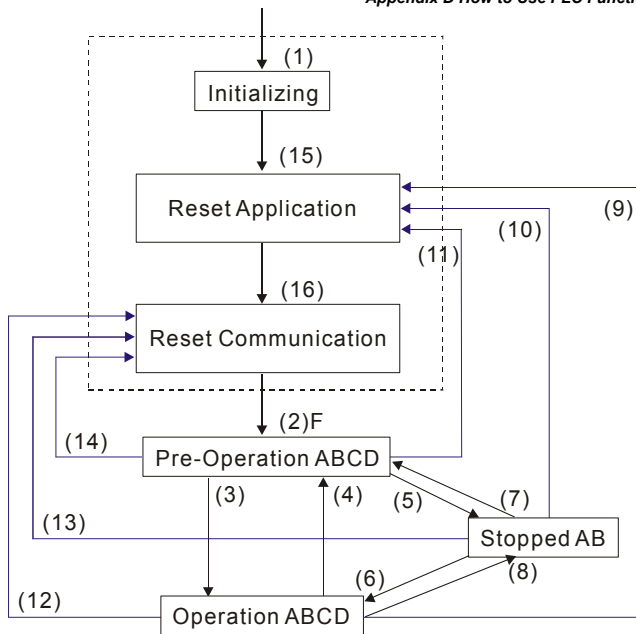 Appendix D How to Use PLC Functi
(1)
Initializing
(15)
Reset Application
(9)
(10)
(11)
(16)
Reset Communication
(2)F
(14)
Pre-Operation ABCD
(3)
(4)
(5)
(7)
(13)
Stopped AB
(6)
(8)
(12)
Operation ABCD